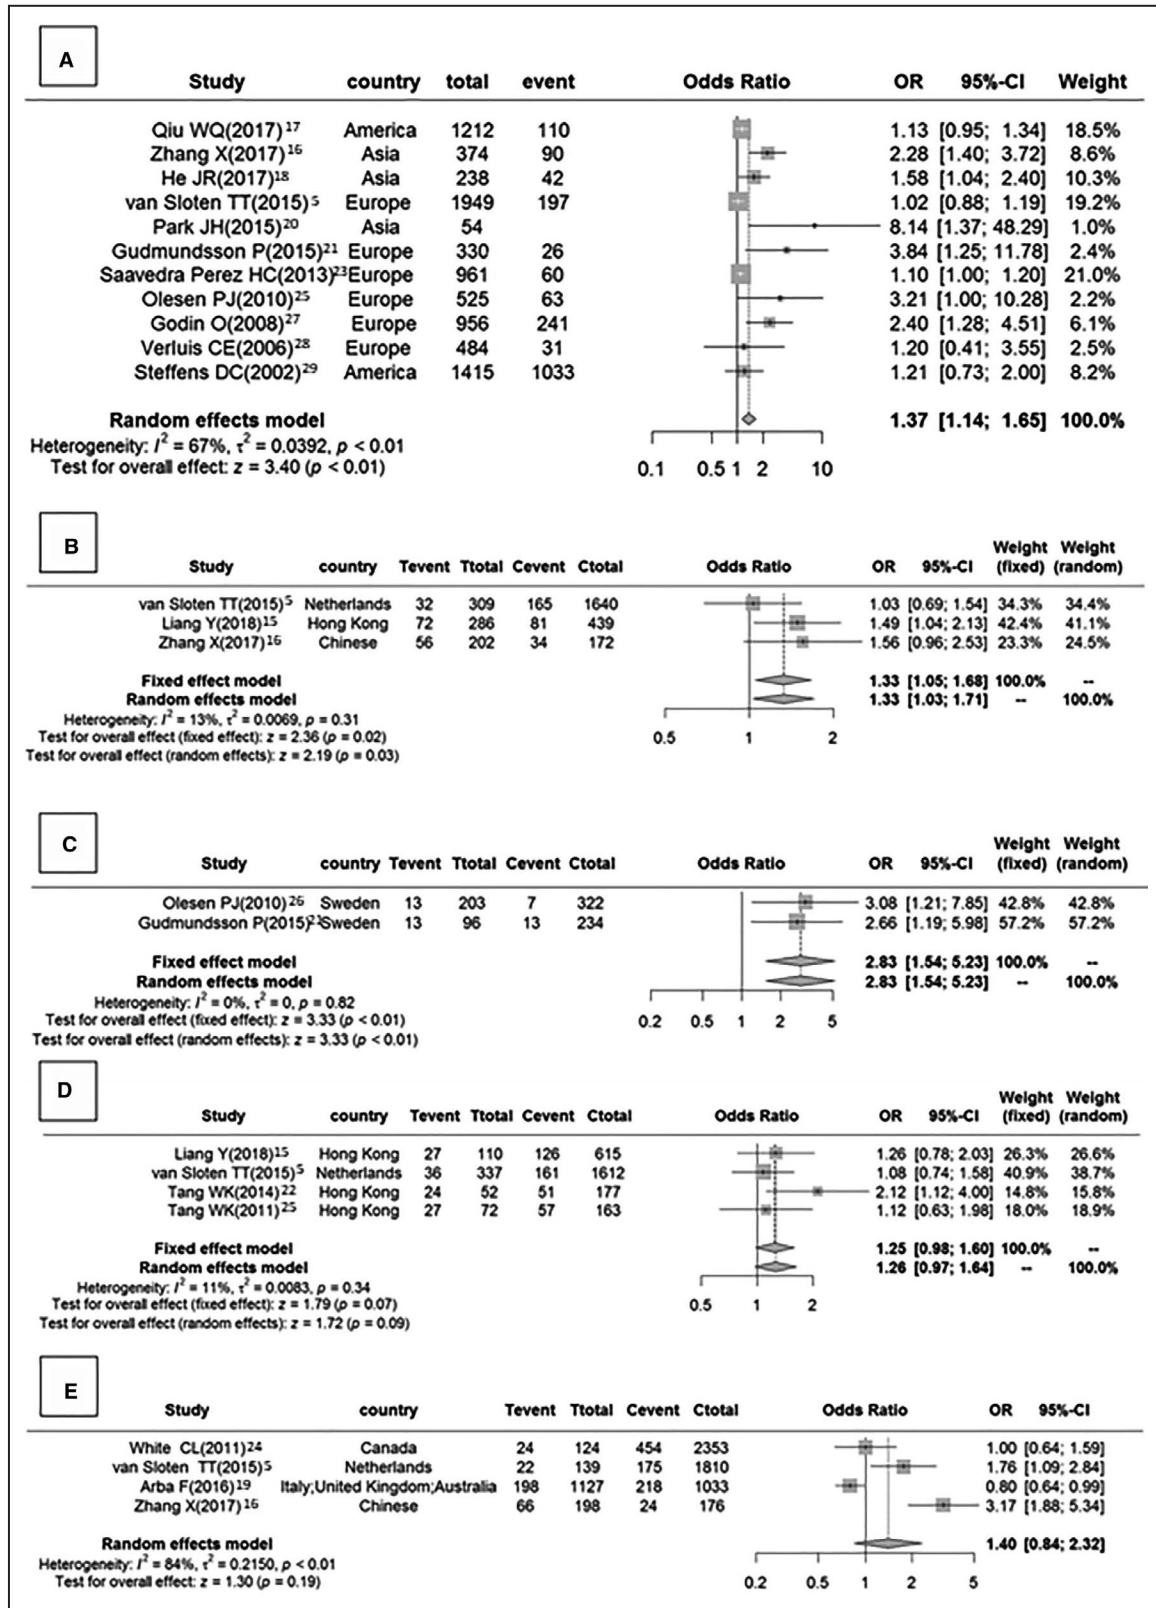 A
Study country total event Odds Ratio OR 95%-CI Weight
Qiu WQ(2017)17 America 1212 110 1.13 [0.95; 1.34] 18.5%
Zhang X(2017)16 Asia 374 90 2.28 [1.40; 3.72] 8.6%
He JR(2017)18 Asia 238 42 1.58 [1.04; 2.40] 10.3%
van Sloten TT(2015)5 Europe 1949 197 1.02 [0.88; 1.19] 19.2%
Park JH(2015)20 Asia 54 8.14 [1.37; 48.29] 1.0%
Gudmundsson P(2015)21 Europe 330 26 3.84 [1.25; 11.78] 2.4%
Saavedra Perez HC(2013)23 Europe 961 60 1.10 [1.00; 1.20] 21.0%
Olesen PJ(2010)25 Europe 525 63 3.21 [1.00; 10.28] 2.2%
Godin O(2008)27 Europe 956 241 2.40 [1.28; 4.51] 6.1%
Verluis CE(2006)28 Europe 484 31 1.20 [0.41; 3.55] 2.5%
Steffens DC(2002)29 America 1415 1033 1.21 [0.73; 2.00] 8.2%
Random effects model 1.37 [1.14; 1.65] 100.0%
Heterogeneity: I2 = 67%, τ2 = 0.0392, p < 0.01
Test for overall effect: z = 3.40 (p < 0.01)
0.1 0.5 1 2 10
B
Weight Weight
Study country Tevent Ttotal Cevent Ctotal Odds Ratio OR 95%-CI (fixed) (random)
van Sloten TT(2015)5 Netherlands 32 309 165 1640 1.03 [0.69; 1.54] 34.3% 34.4%
Liang Y(2018)15 Hong Kong 72 286 81 439 1.49 [1.04; 2.13] 42.4% 41.1%
Zhang X(2017)16 Chinese 56 202 34 172 1.56 [0.96; 2.53] 23.3% 24.5%
Fixed effect model 1.33 [1.05; 1.68] 100.0% --
Random effects model 1.33 [1.03; 1.71] -- 100.0%
Heterogeneity: I2 = 13%, τ2 = 0.0069, p = 0.31
Test for overall effect (fixed effect): z = 2.36 (p = 0.02)
Test for overall effect (random effects): z = 2.19 (p = 0.03)
0.5 1 2
C
Weight Weight
Study country Tevent Ttotal Cevent Ctotal Odds Ratio OR 95%-CI (fixed) (random)
Olesen PJ(2010)26 Sweden 13 203 7 322 3.08 [1.21; 7.85] 42.8% 42.8%
Gudmundsson P(2015)21 Sweden 13 96 13 234 2.66 [1.19; 5.98] 57.2% 57.2%
Fixed effect model 2.83 [1.54; 5.23] 100.0% --
Random effects model 2.83 [1.54; 5.23] -- 100.0%
Heterogeneity: I2 = 0%, τ2 = 0, p = 0.82
Test for overall effect (fixed effect): z = 3.33 (p < 0.01)
Test for overall effect (random effects): z = 3.33 (p < 0.01)
0.2 0.5 1 2 5
D
Weight Weight
Study country Tevent Ttotal Cevent Ctotal Odds Ratio OR 95%-CI (fixed) (random)
Liang Y(2018)15 Hong Kong 27 110 126 615 1.26 [0.78; 2.03] 26.3% 26.6%
van Sloten TT(2015)5 Netherlands 36 337 161 1612 1.08 [0.74; 1.58] 40.9% 38.7%
Tang WK(2014)22 Hong Kong 24 52 51 177 2.12 [1.12; 4.00] 14.8% 15.8%
Tang WK(2011)25 Hong Kong 27 72 57 163 1.12 [0.63; 1.98] 18.0% 18.9%
Fixed effect model 1.25 [0.98; 1.60] 100.0% --
Random effects model 1.26 [0.97; 1.64] -- 100.0%
Heterogeneity: I2 = 11%, τ2 = 0.0083, p = 0.34
Test for overall effect (fixed effect): z = 1.79 (p = 0.07)
Test for overall effect (random effects): z = 1.72 (p = 0.09)
0.5 1 2
E
Study country Tevent Ttotal Cevent Ctotal Odds Ratio OR 95%-CI
White CL(2011)24 Canada 24 124 454 2353 1.00 [0.64; 1.59]
van Sloten TT(2015)5 Netherlands 22 139 175 1810 1.76 [1.09; 2.84]
Arba F(2016)19 Italy;United Kingdom;Australia 198 1127 218 1033 0.80 [0.64; 0.99]
Zhang X(2017)16 Chinese 66 198 24 176 3.17 [1.88; 5.34]
Random effects model 1.40 [0.84; 2.32]
Heterogeneity: I2 = 84%, τ2 = 0.2150, p < 0.01
Test for overall effect: z = 1.30 (p = 0.19)
0.2 0.5 1 2 5